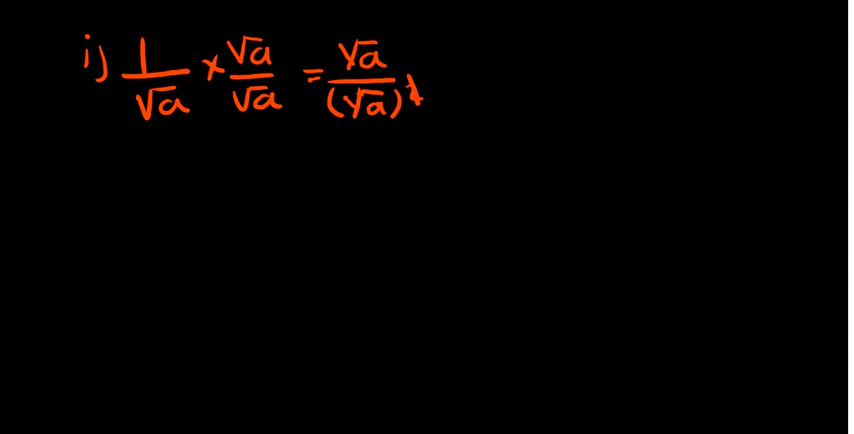 i) 1/√a × √a/√a = √a/(√a)²